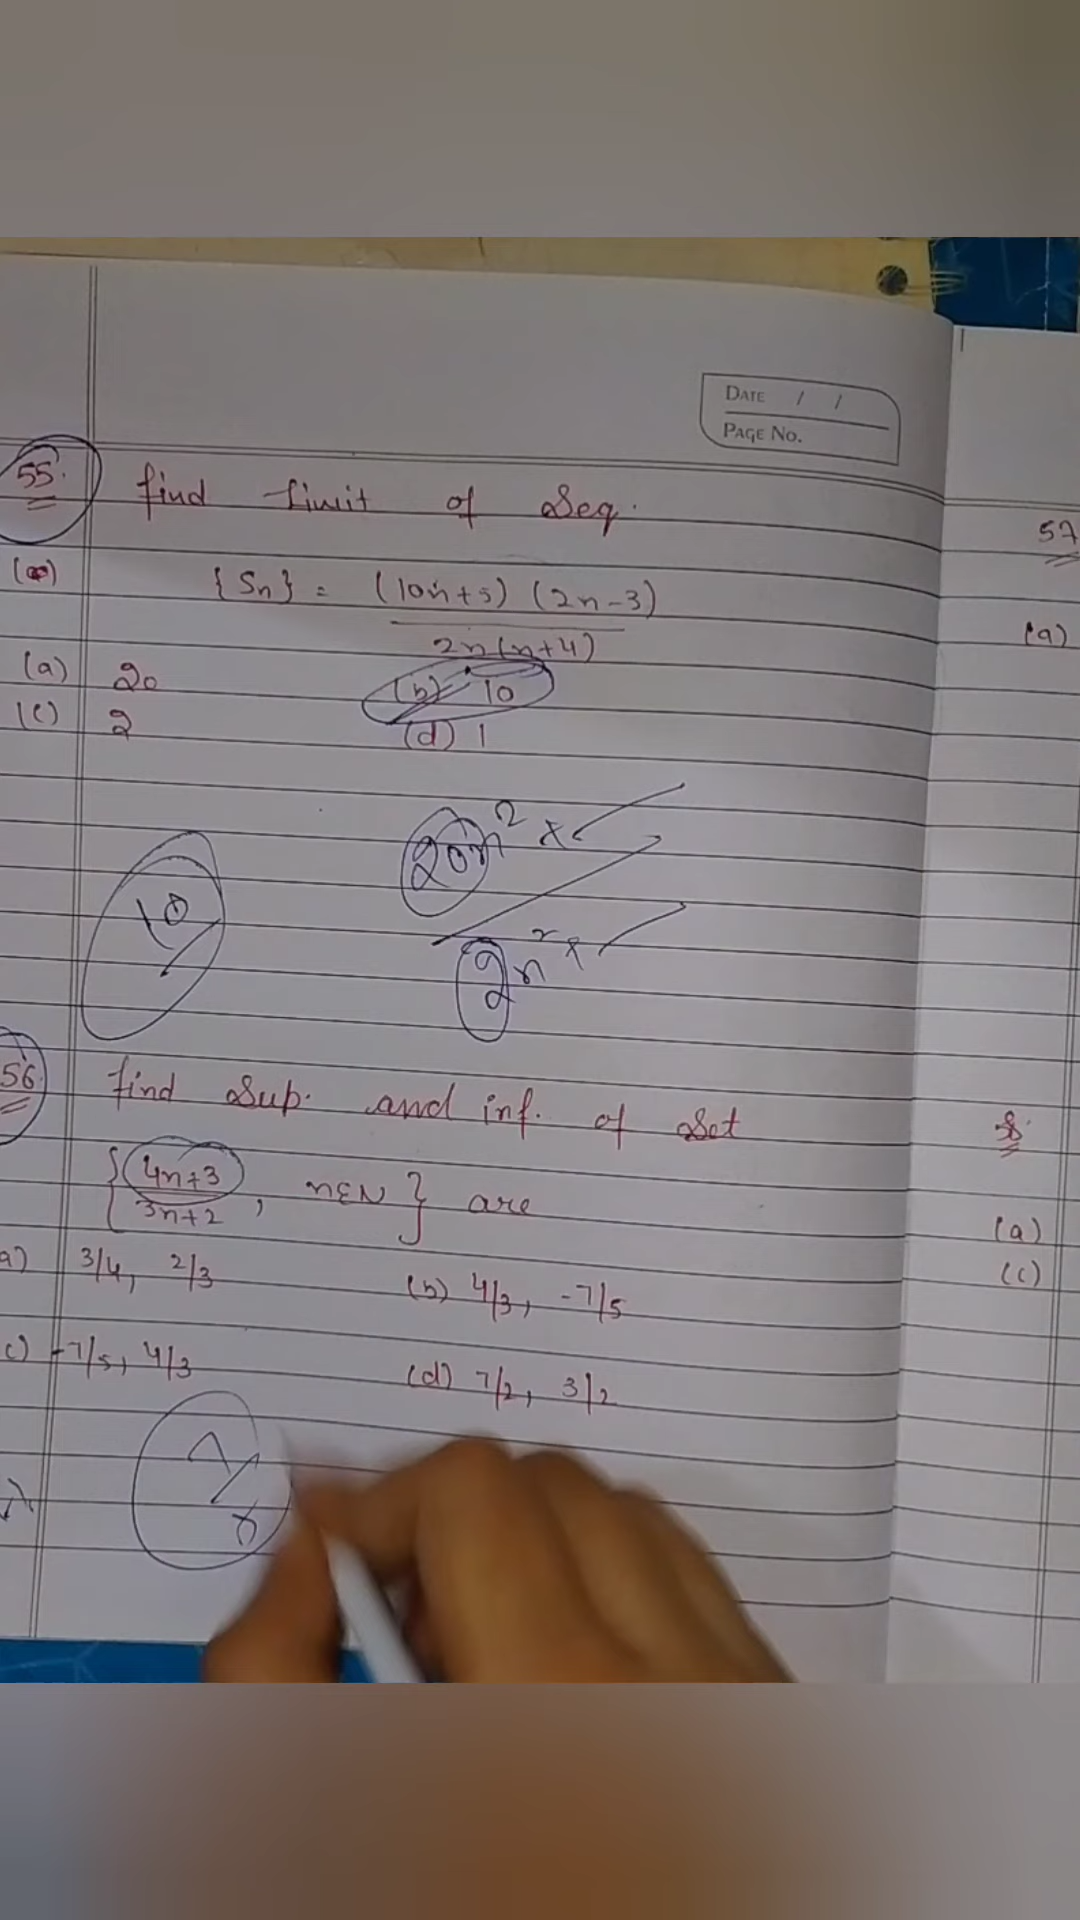 DATE / /
PAGE No.
55. find limit of Seq.
{Sn} = (10n+5) (2n-3)
2n(n+4)
(a) 20 (b) 10
(c) 2 (d) 1
20n² +
10
2n² +
56. find Sup. and inf. of Set
{ 4n+3
3n+2 , n∈N } are
a) 3/4, 2/3 (b) 4/3, -7/5
c) -7/5, 4/3 (d) 7/2, 3/2
57
(a)
58.
(a)
(c)